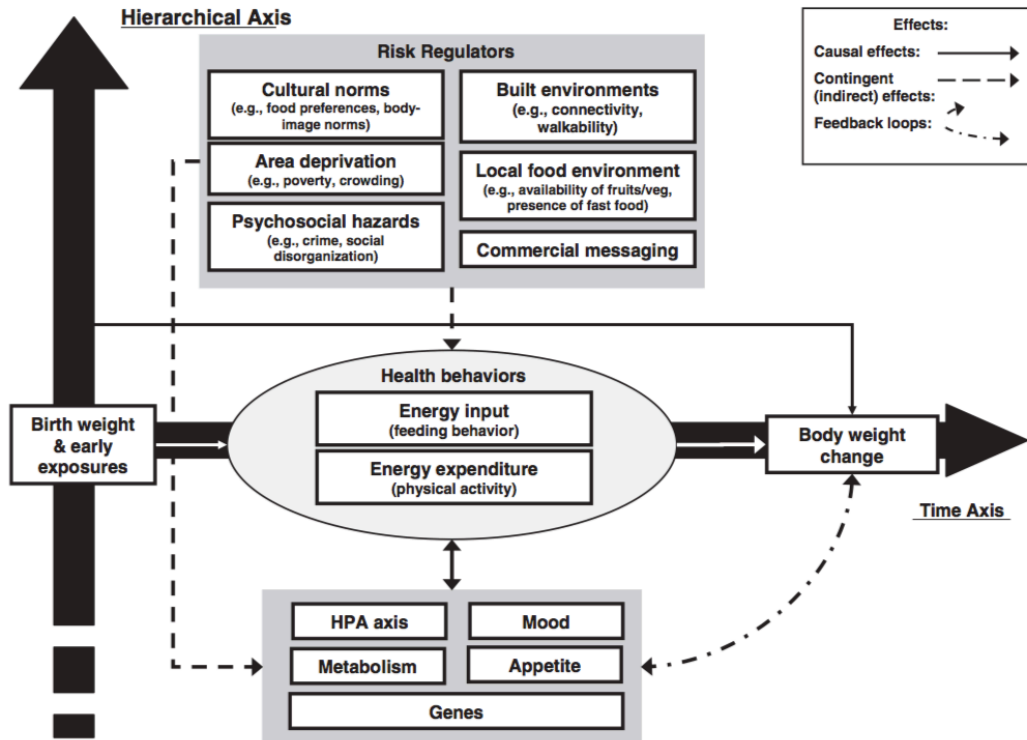 Hierarchical Axis
Risk Regulators
Cultural norms
(e.g., food preferences, body-
image norms)
Area deprivation
(e.g., poverty, crowding)
Psychosocial hazards
(e.g., crime, social
disorganization)
Built environments
(e.g., connectivity,
walkability)
Local food environment
(e.g., availability of fruits/veg,
presence of fast food)
Commercial messaging
Effects:
Causal effects:
Contingent
(indirect) effects:
Feedback loops:
Birth weight
& early
exposures
Health behaviors
Energy input
(feeding behavior)
Energy expenditure
(physical activity)
Body weight
change
Time Axis
HPA axis
Mood
Metabolism
Appetite
Genes